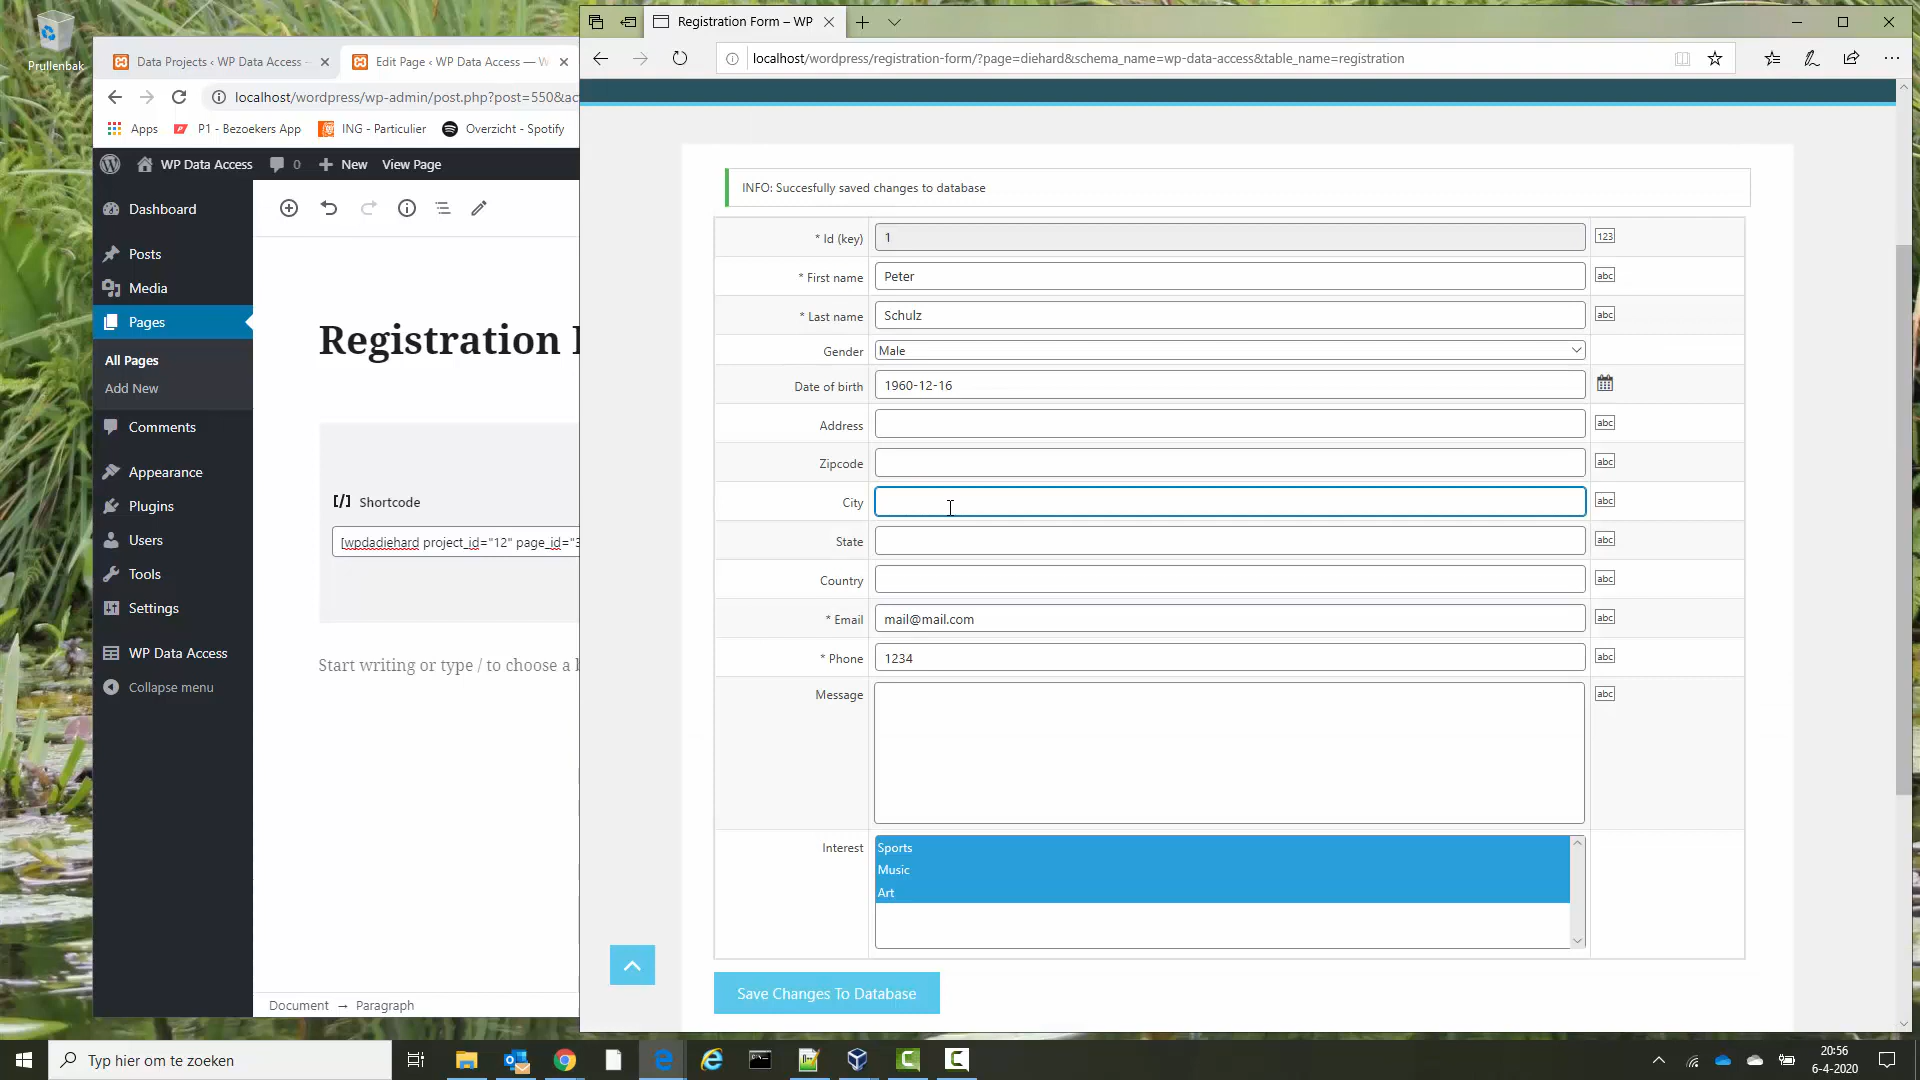 Prullenbak
Data Projects ‹ WP Data Access –
Edit Page ‹ WP Data Access — W
localhost/wordpress/wp-admin/post.php?post=550&ac
Apps
P1 - Bezoekers App
ING - Particulier
Overzicht - Spotify
WP Data Access
0
New
View Page
Dashboard
Posts
Media
Pages
All Pages
Add New
Comments
Appearance
Plugins
Users
Tools
Settings
WP Data Access
Collapse menu
Registration
[/] Shortcode
[wpdadiehard project_id="12" page_id="3
Start writing or type / to choose a
Document → Paragraph
Registration Form – WP
localhost/wordpress/registration-form/?page=diehard&schema_name=wp-data-access&table_name=registration
INFO: Succesfully saved changes to database
* Id (key) 1 123
* First name Peter abc
* Last name Schulz abc
Gender Male
Date of birth 1960-12-16
Address abc
Zipcode abc
City abc
State abc
Country abc
* Email mail@mail.com abc
* Phone 1234 abc
Message abc
Interest Sports
Music
Art
Save Changes To Database
Typ hier om te zoeken
20:56
6-4-2020